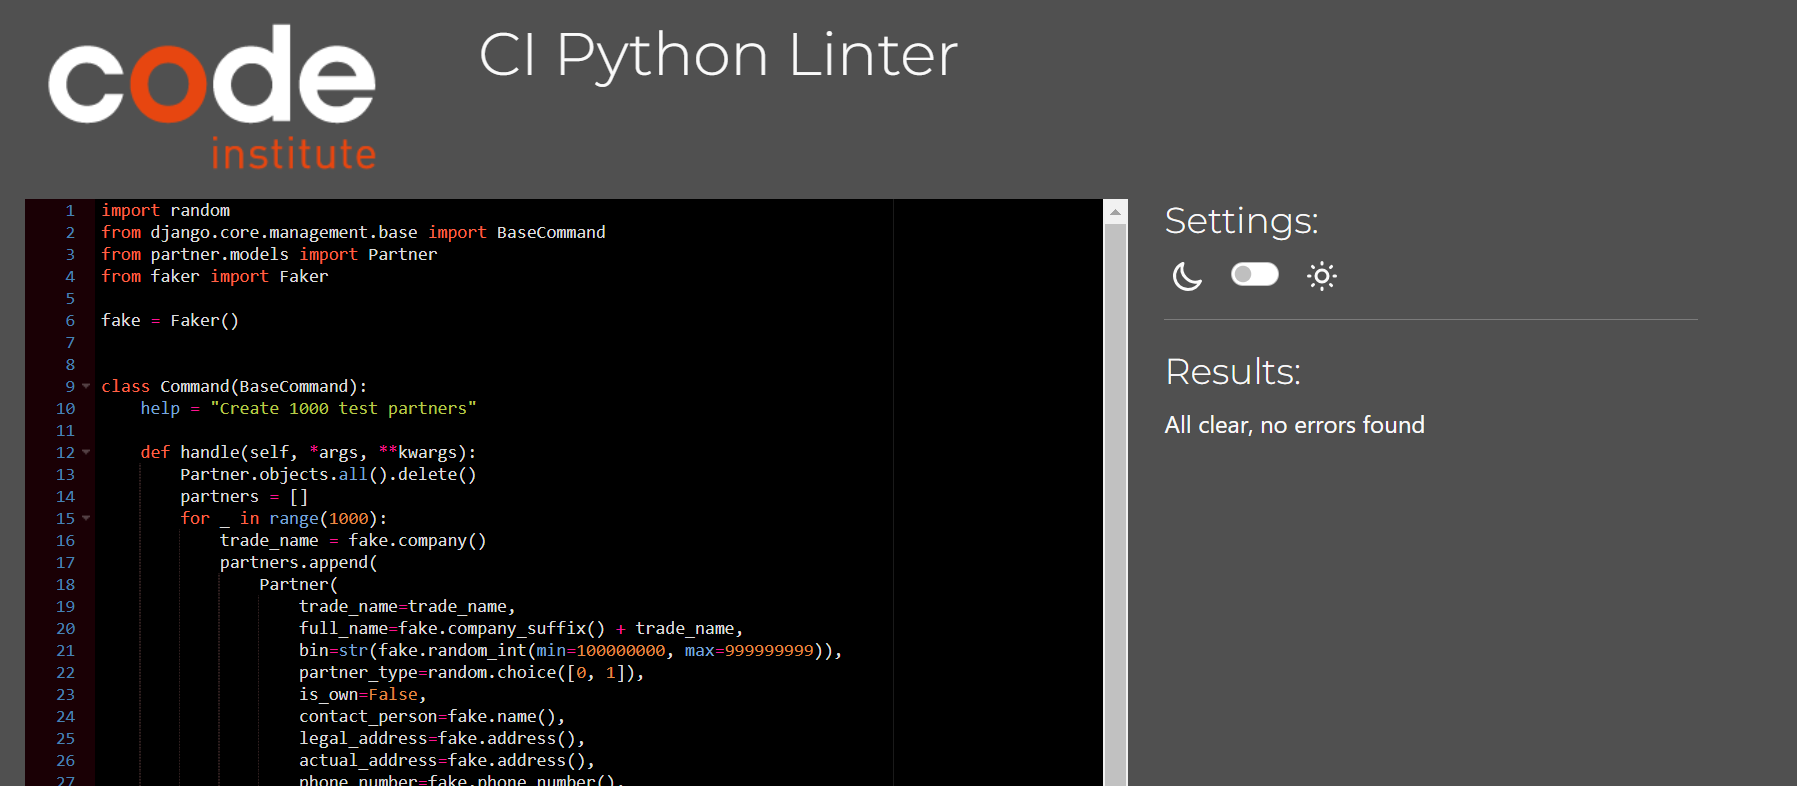 code
institute
CI Python Linter
1 import random
2 from django.core.management.base import BaseCommand
3 from partner.models import Partner
4 from faker import Faker
5
6 fake = Faker()
7
8
9 class Command(BaseCommand):
10 help = "Create 1000 test partners"
11
12 def handle(self, *args, **kwargs):
13 Partner.objects.all().delete()
14 partners = []
15 for _ in range(1000):
16 trade_name = fake.company()
17 partners.append(
18 Partner(
19 trade_name=trade_name,
20 full_name=fake.company_suffix() + trade_name,
21 bin=str(fake.random_int(min=100000000, max=999999999)),
22 partner_type=random.choice([0, 1]),
23 is_own=False,
24 contact_person=fake.name(),
25 legal_address=fake.address(),
26 actual_address=fake.address(),
27 phone_number=fake.phone_number(),
Settings:
Results:
All clear, no errors found